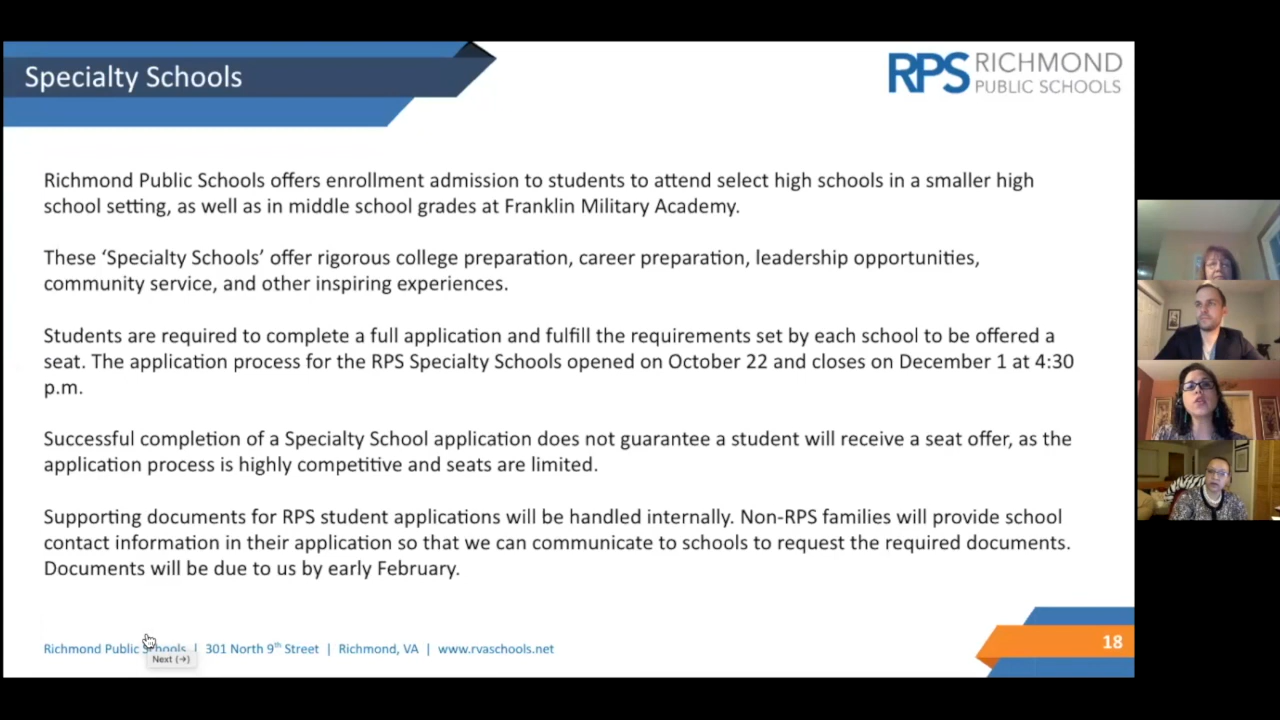 Specialty Schools
RPS RICHMOND
PUBLIC SCHOOLS
Richmond Public Schools offers enrollment admission to students to attend select high schools in a smaller high
school setting, as well as in middle school grades at Franklin Military Academy.
These ‘Specialty Schools’ offer rigorous college preparation, career preparation, leadership opportunities,
community service, and other inspiring experiences.
Students are required to complete a full application and fulfill the requirements set by each school to be offered a
seat. The application process for the RPS Specialty Schools opened on October 22 and closes on December 1 at 4:30
p.m.
Successful completion of a Specialty School application does not guarantee a student will receive a seat offer, as the
application process is highly competitive and seats are limited.
Supporting documents for RPS student applications will be handled internally. Non-RPS families will provide school
contact information in their application so that we can communicate to schools to request the required documents.
Documents will be due to us by early February.
Richmond Public Schools | 301 North 9th Street | Richmond, VA | www.rvaschools.net
Next (→)
18